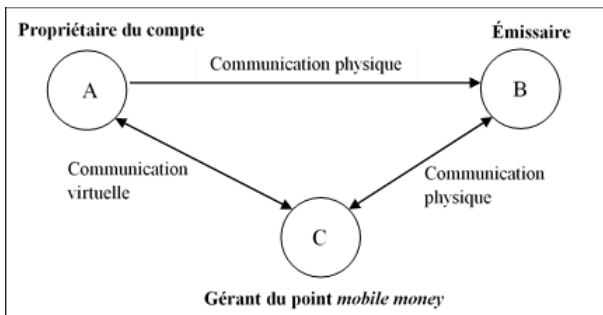 Propriétaire du compte
Émissaire
Communication physique
A
B
Communication
virtuelle
Communication
physique
C
Gérant du point mobile money